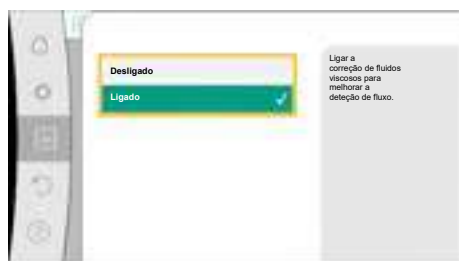 Desligado
Ligado
Ligar a
correção de fluidos
viscosos para
melhorar a
deteção de fluxo.